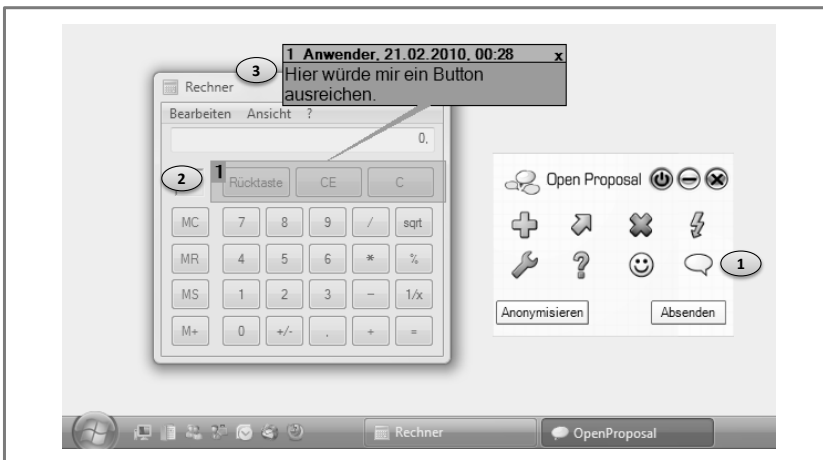 1 Anwender, 21.02.2010, 00:28 x
3
Hier würde mir ein Button
ausreichen.
Rechner
Bearbeiten Ansicht ?
0,
2
1
Rücktaste CE C
Open Proposal
MC 7 8 9 / sqrt
MR 4 5 6 * %
1
MS 1 2 3 - 1/x
Anonymisieren Absenden
M+ 0 +/- . + =
Rechner OpenProposal